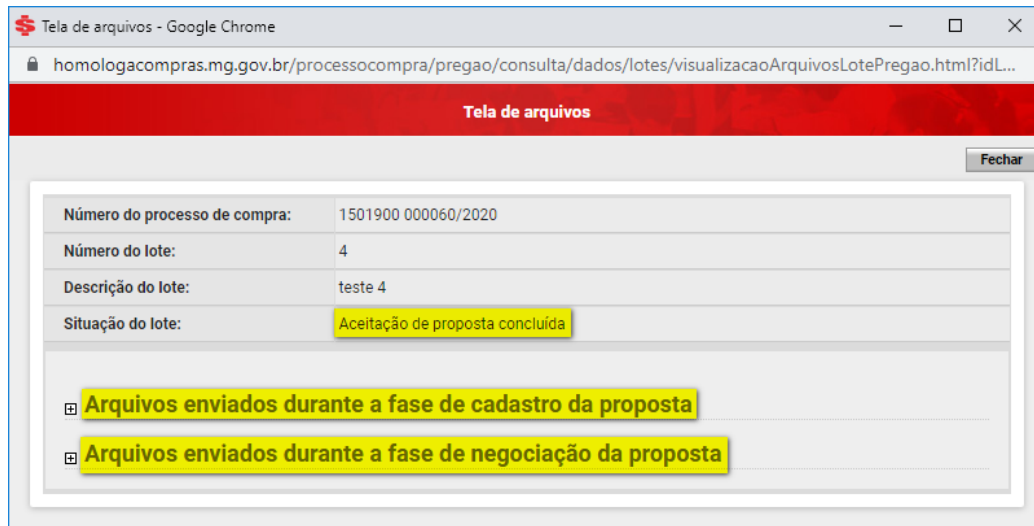 Tela de arquivos - Google Chrome
homologacompras.mg.gov.br/processocompra/pregao/consulta/dados/lotes/visualizacaoArquivosLotePregao.html?idL...
Tela de arquivos
Fechar
Número do processo de compra: 1501900 000060/2020
Número do lote: 4
Descrição do lote: teste 4
Situação do lote: Aceitação de proposta concluída
Arquivos enviados durante a fase de cadastro da proposta
Arquivos enviados durante a fase de negociação da proposta